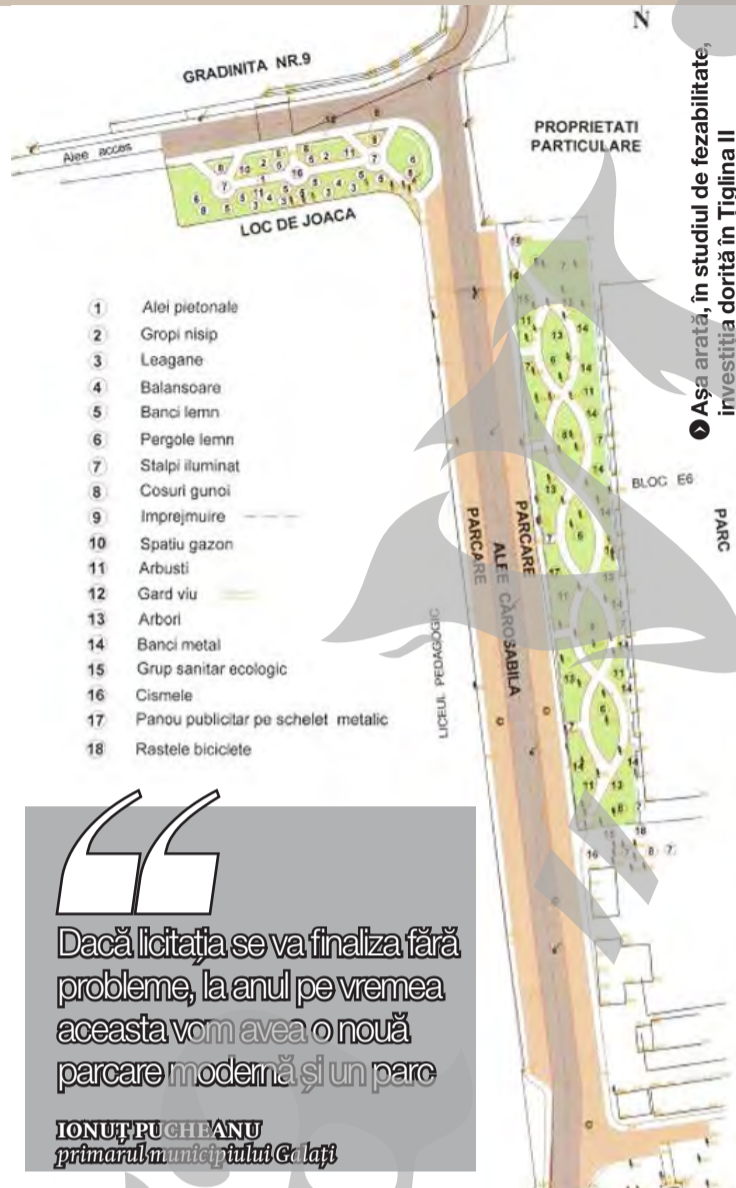 N
GRADINITA NR.9
Alee acces
PROPRIETATI
PARTICULARE
LOC DE JOACA
Așa arată, în studiul de fezabilitate,
investiția dorită în Țiglina II
1 Alei pietonale
2 Gropi nisip
3 Leagane
4 Balansoare
5 Banci lemn
6 Pergole lemn
7 Stalpi iluminat
8 Cosuri gunoi
9 Imprejmuire
10 Spatiu gazon
11 Arbusti
12 Gard viu
13 Arbori
14 Banci metal
15 Grup sanitar ecologic
16 Cismele
17 Panou publicitar pe schelet metalic
18 Rastele biciclete
BLOC E6
PARC
PARCARE
ALEE CĂROSABILA
PARCARE
LICEUL PEDAGOGIC
Dacă licitația se va finaliza fără
probleme, la anul pe vremea
aceasta vom avea o nouă
parcare modernă și un parc
IONUȚ PUCHEANU
primarul municipiului Galați